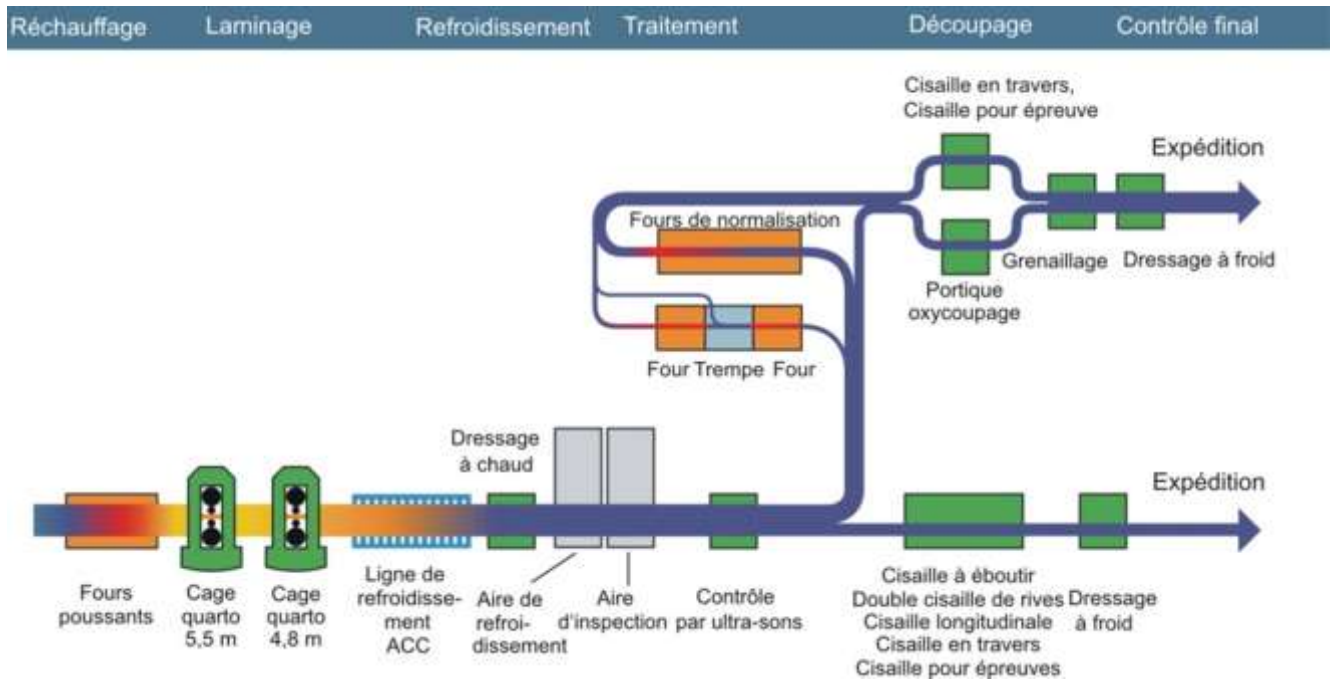 Réchauffage Laminage Refroidissement Traitement Découpage Contrôle final
Cisaille en travers,
Cisaille pour épreuve
Expédition
Fours de normalisation
Grenaillage
Dressage à froid
Portique
oxycoupage
Four Trempe Four
Dressage
à chaud
Expédition
Fours
poussants
Cage
quarto
5,5 m
Cage
quarto
4,8 m
Ligne de
refroidisse-
ment
ACC
Aire de
refroi-
dissement
Aire
d'inspection
Contrôle
par ultra-sons
Cisaille à éboutir
Double cisaille de rives
Cisaille longitudinale
Cisaille en travers
Cisaille pour épreuves
Dressage
à froid